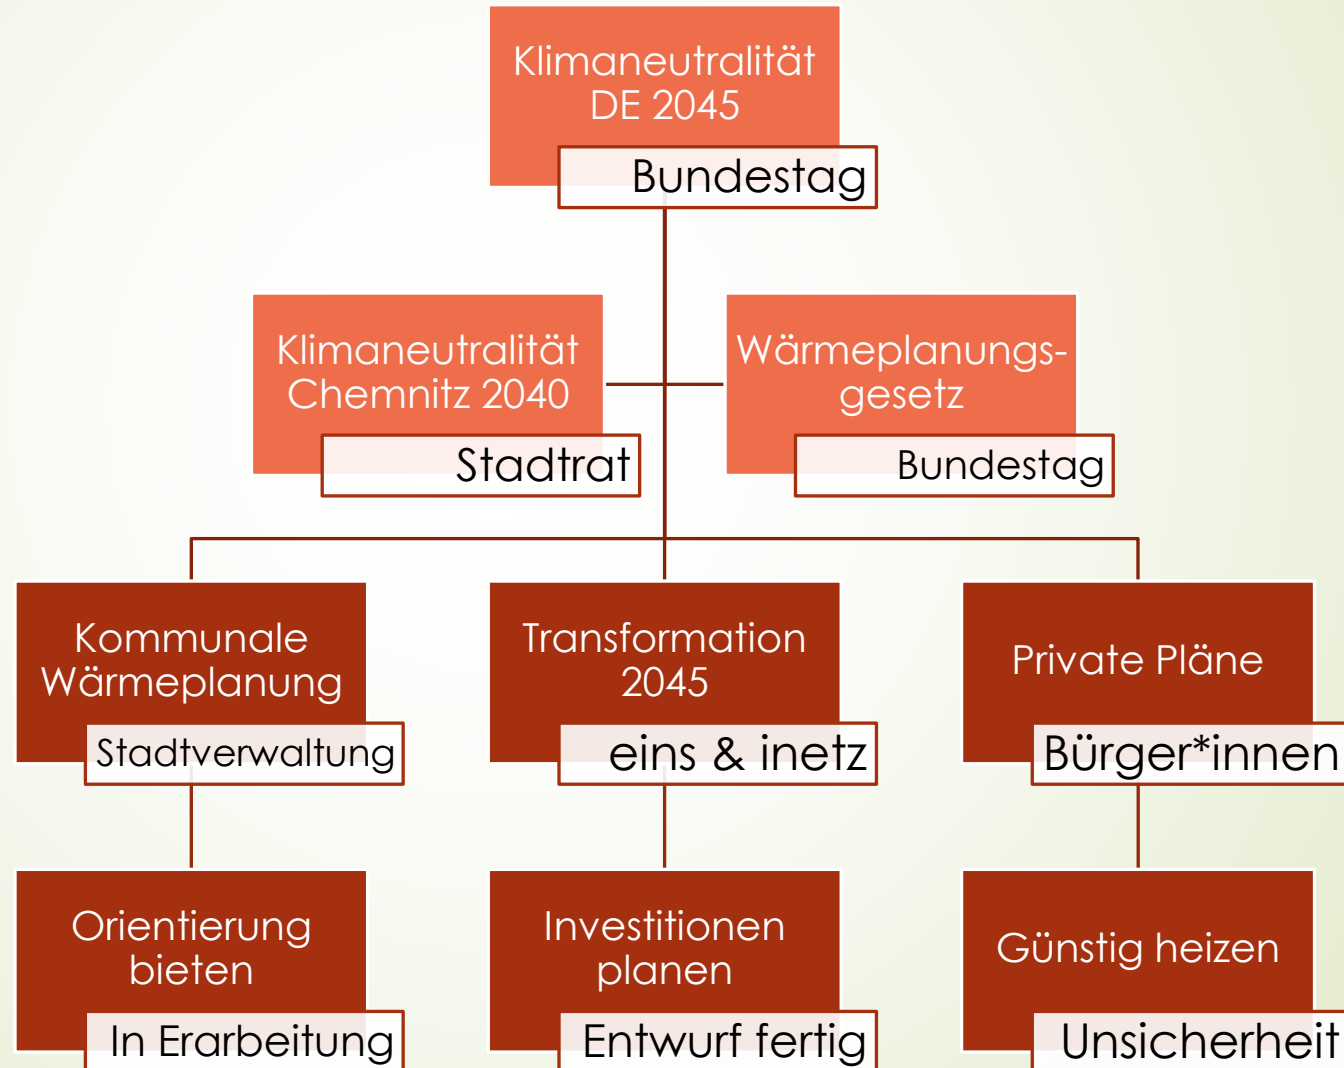 Klimaneutralität
DE 2045
Bundestag
Klimaneutralität
Chemnitz 2040
Stadtrat
Wärmeplanungs-
gesetz
Bundestag
Kommunale
Wärmeplanung
Stadtverwaltung
Transformation
2045
eins & inetz
Private Pläne
Bürger*innen
Orientierung
bieten
In Erarbeitung
Investitionen
planen
Entwurf fertig
Günstig heizen
Unsicherheit